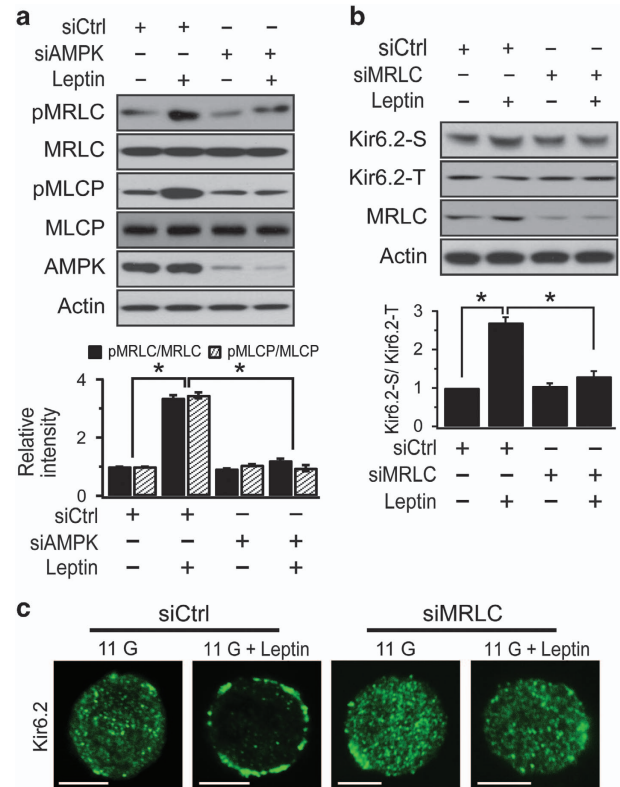 a
siCtrl + + − −
siAMPK − − + +
Leptin − + − +
pMRLC
MRLC
pMLCP
MLCP
AMPK
Actin
pMRLC/MRLC pMLCP/MLCP
* *
Relative intensity
4
2
0
siCtrl + + − −
siAMPK − − + +
Leptin − + − +
b
siCtrl + + − −
siMRLC − − + +
Leptin − + − +
Kir6.2-S
Kir6.2-T
MRLC
Actin
* *
Kir6.2-S/ Kir6.2-T
3
2
1
0
siCtrl + + − −
siMRLC − − + +
Leptin − + − +
c
siCtrl siMRLC
11 G 11 G + Leptin 11 G 11 G + Leptin
Kir6.2